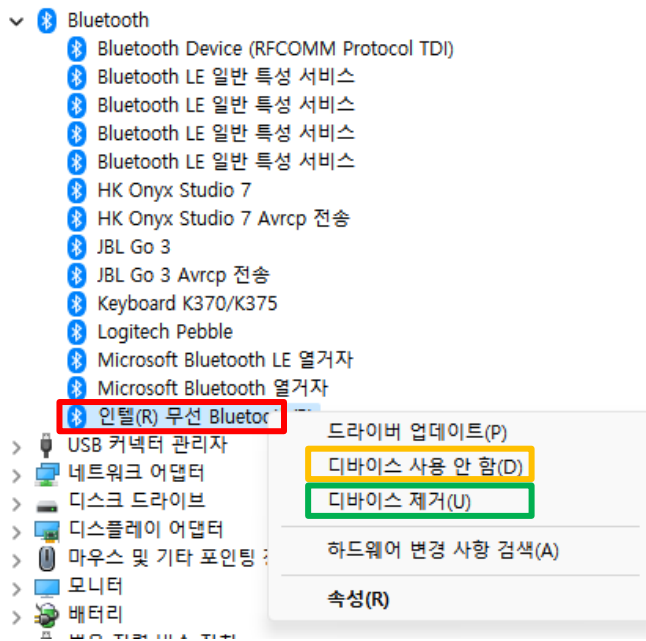 Bluetooth
Bluetooth Device (RFCOMM Protocol TDI)
Bluetooth LE 일반 특성 서비스
Bluetooth LE 일반 특성 서비스
Bluetooth LE 일반 특성 서비스
Bluetooth LE 일반 특성 서비스
HK Onyx Studio 7
HK Onyx Studio 7 Avrcp 전송
JBL Go 3
JBL Go 3 Avrcp 전송
Keyboard K370/K375
Logitech Pebble
Microsoft Bluetooth LE 열거자
Microsoft Bluetooth 열거자
인텔(R) 무선
USB 커넥터 관리자
네트워크 어댑터
디스크 드라이브
디스플레이 어댑터
마우스 및 기타 포인팅
모니터
배터리
드라이버 업데이트(P)
디바이스 사용 안 함(D)
디바이스 제거(U)
하드웨어 변경 사항 검색(A)
속성(R)